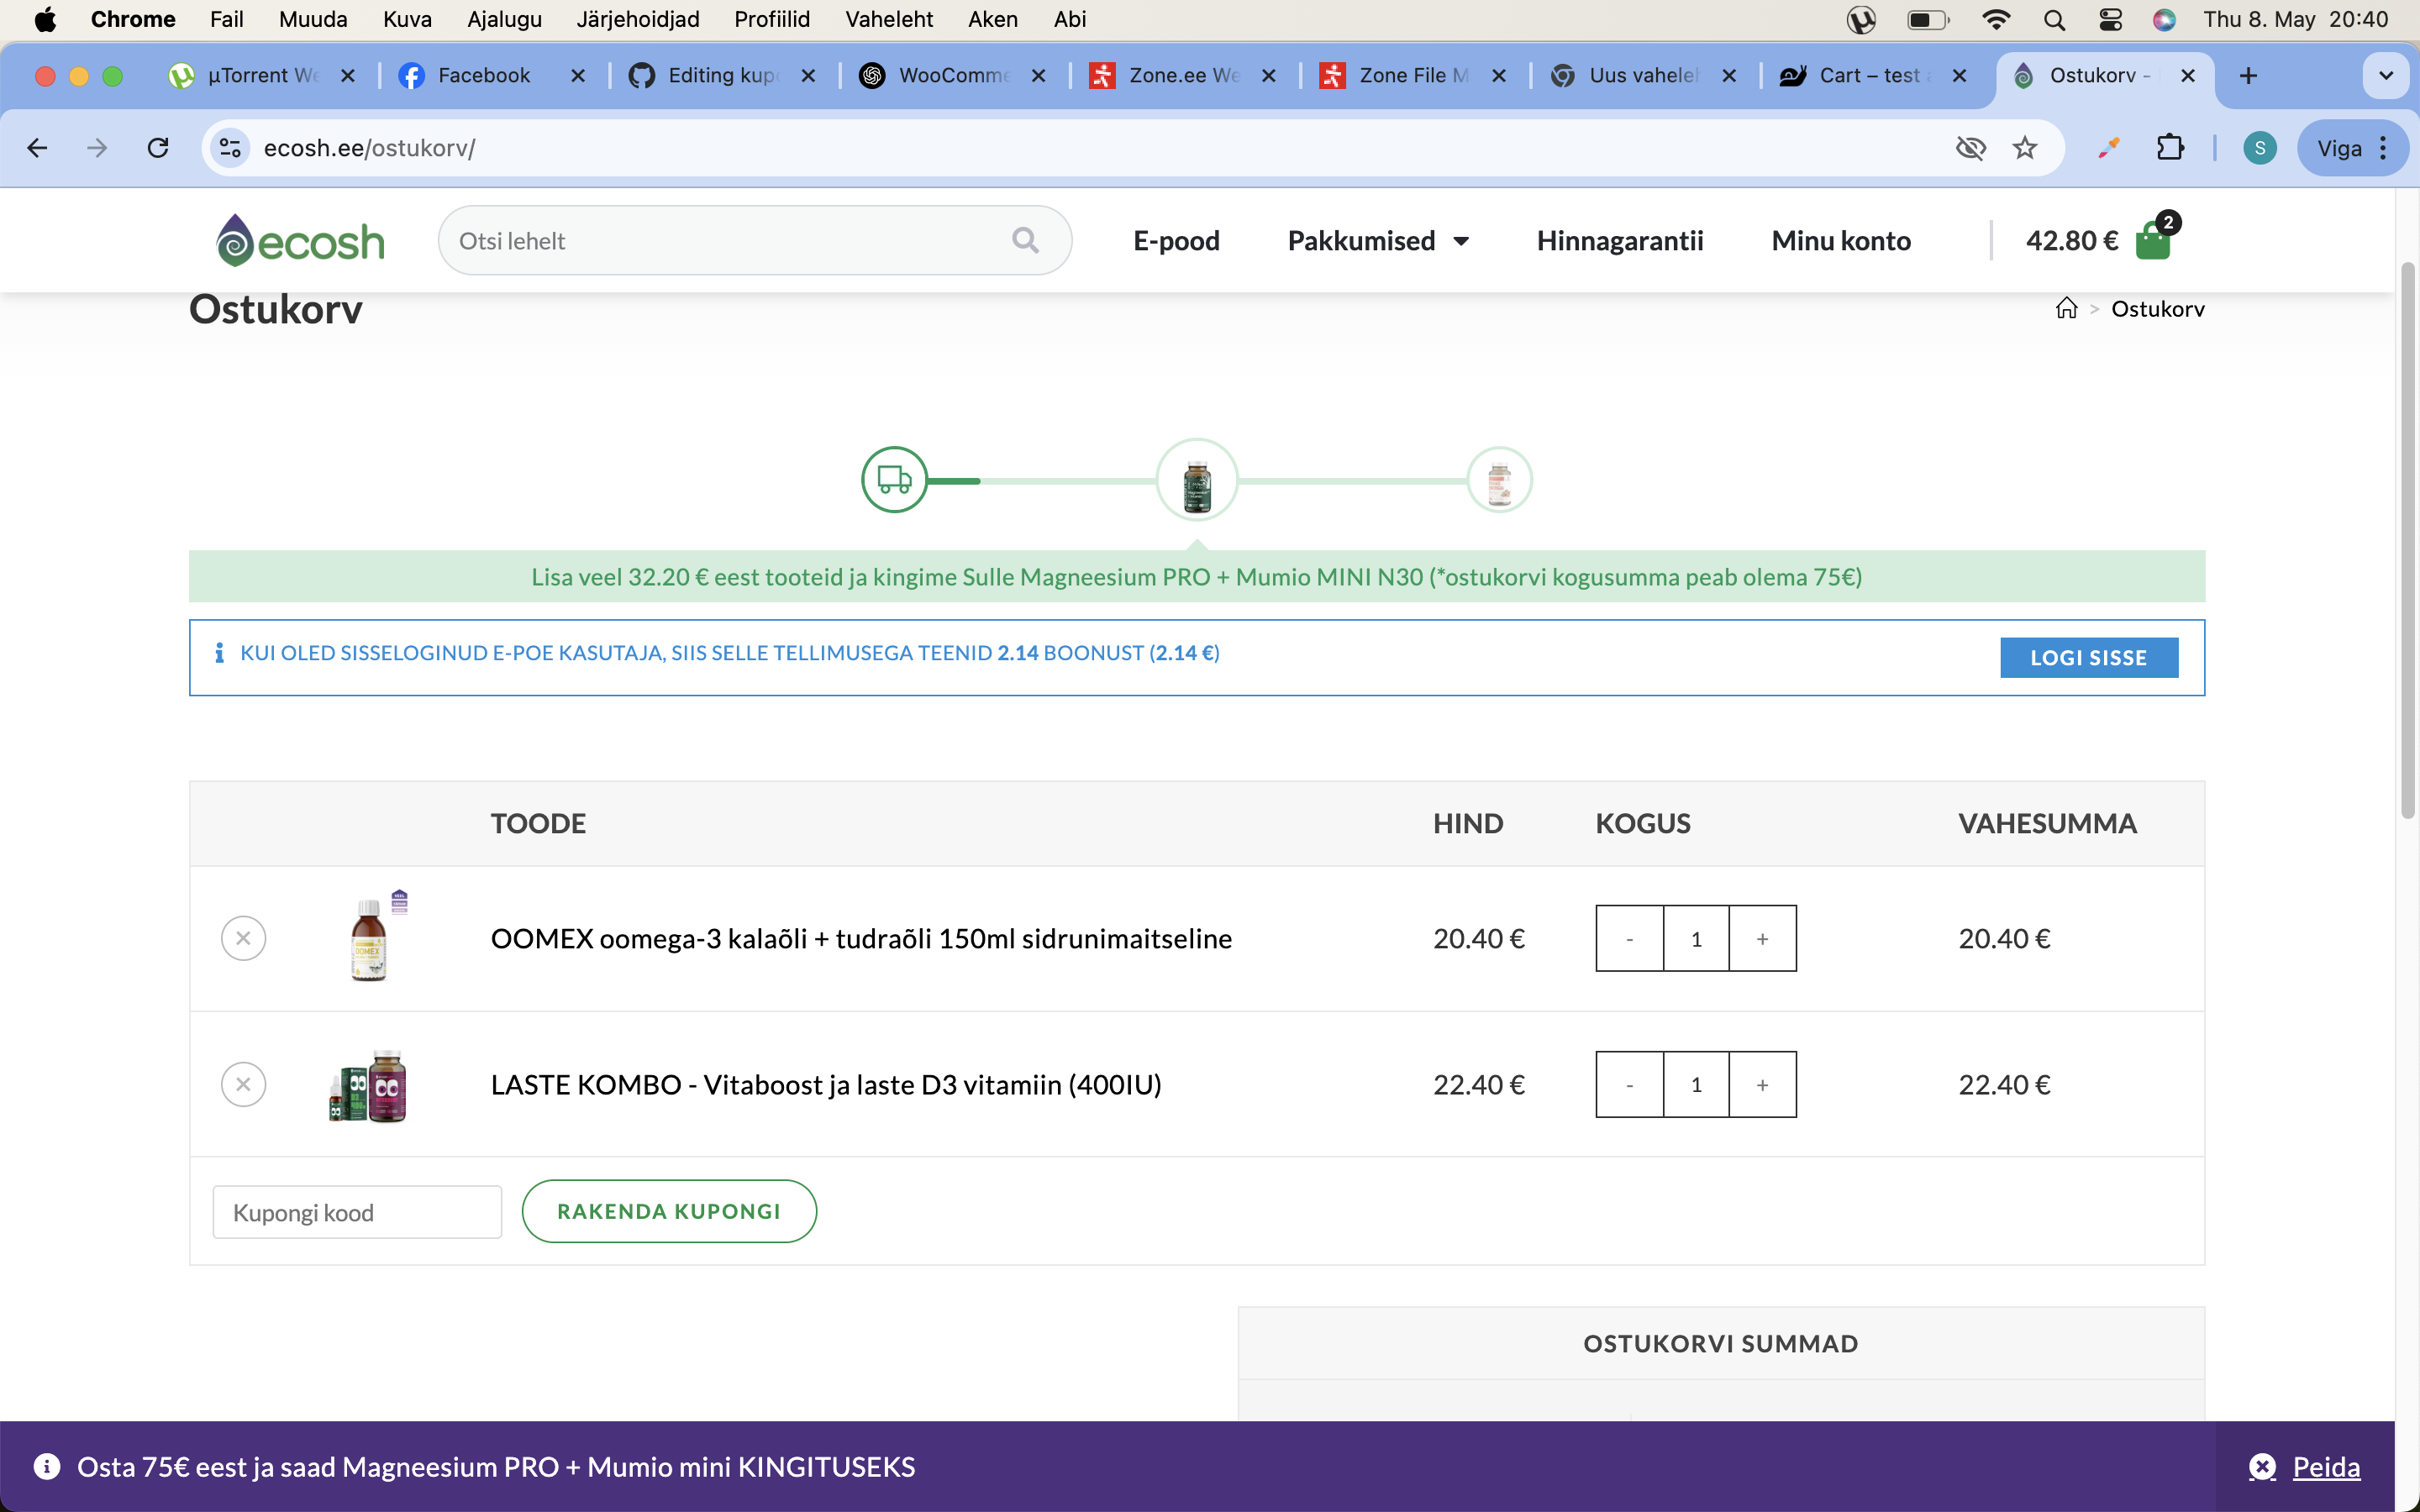 Chrome Fail Muuda Kuva Ajalugu Järjehoidjad Profiilid Vaheleht Aken Abi Thu 8. May 20:40
µTorrent We Facebook Editing kup WooComme Zone.ee We Zone File M Uus vaheleh Cart – test Ostukorv -
ecosh.ee/ostukorv/ S Viga
ecosh Otsi lehelt E-pood Pakkumised Hinnagarantii Minu konto 42.80 € 2
Ostukorv > Ostukorv
Lisa veel 32.20 € eest tooteid ja kingime Sulle Magneesium PRO + Mumio MINI N30 (*ostukorvi kogusumma peab olema 75€)
KUI OLED SISSELOGINUD E-POE KASUTAJA, SIIS SELLE TELLIMUSEGA TEENID 2.14 BOONUST (2.14 €) LOGI SISSE
TOODE HIND KOGUS VAHESUMMA
OOMEX oomega-3 kalaõli + tudraõli 150ml sidrunimaitseline 20.40 € - 1 + 20.40 €
LASTE KOMBO - Vitaboost ja laste D3 vitamiin (400IU) 22.40 € - 1 + 22.40 €
Kupongi kood RAKENDA KUPONGI
OSTUKORVI SUMMAD
Osta 75€ eest ja saad Magneesium PRO + Mumio mini KINGITUSEKS Peida